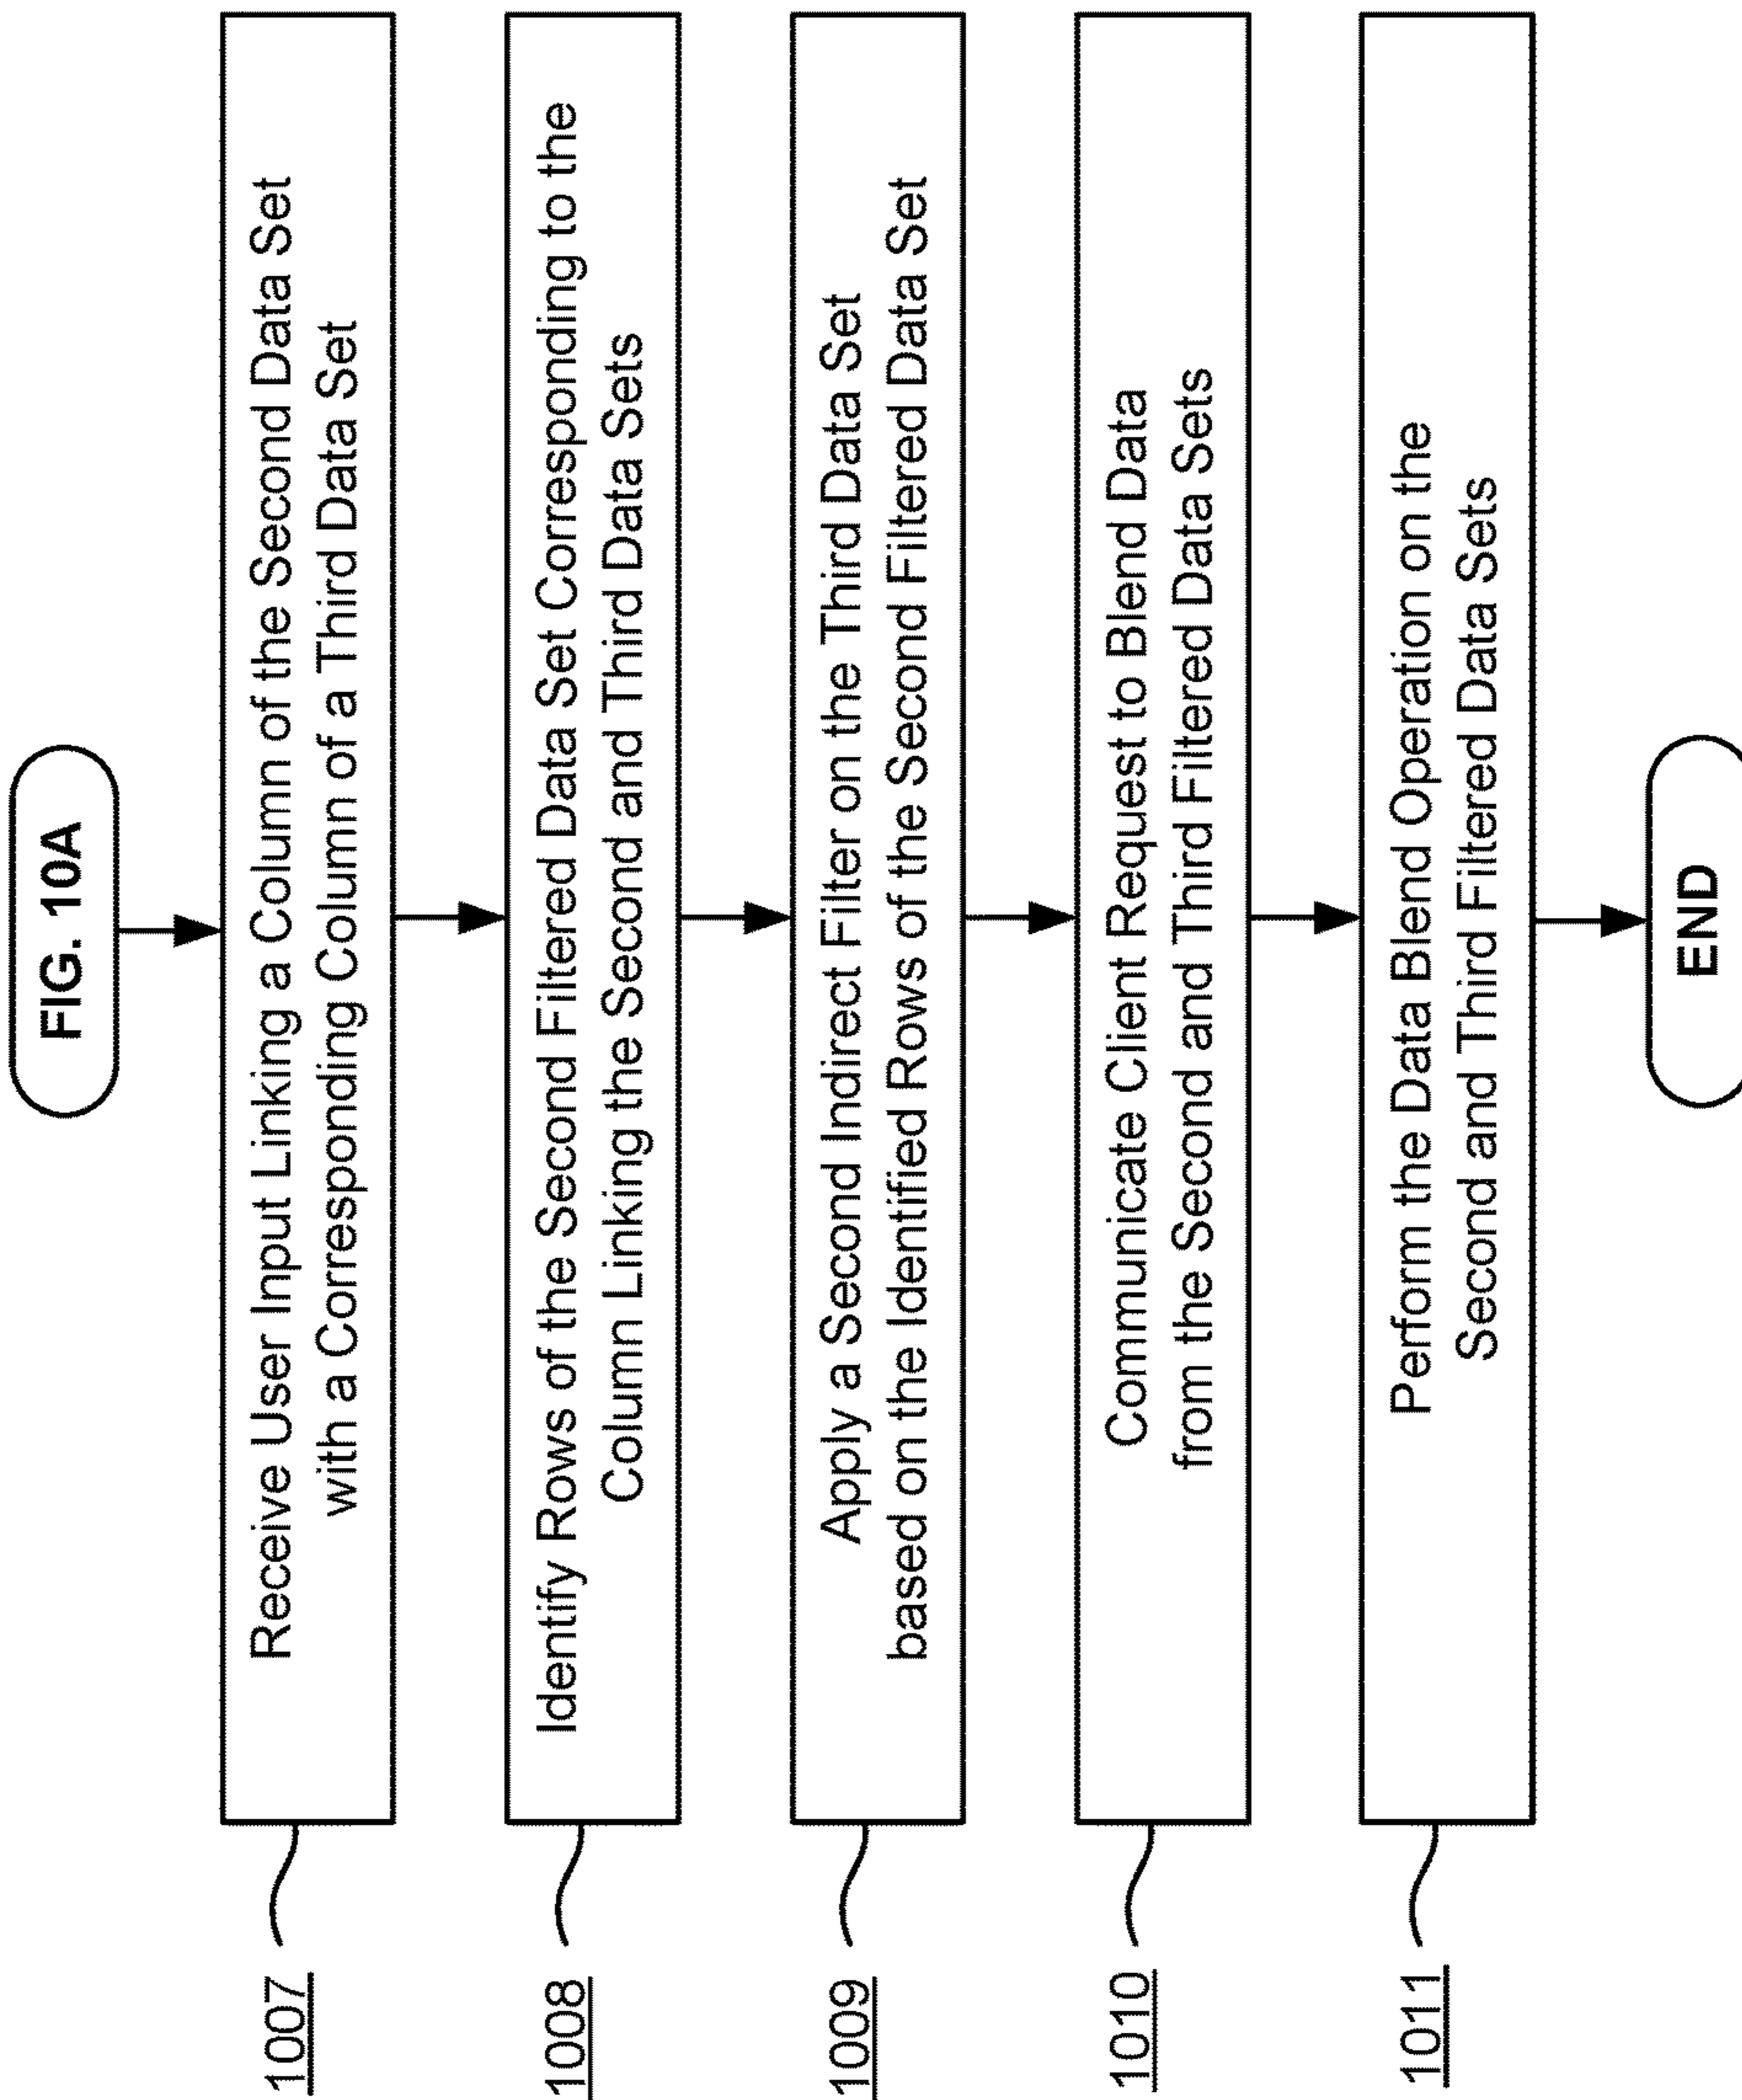 FIG. 10A
1007
Receive User Input Linking a Column of the Second Data Set
with a Corresponding Column of a Third Data Set
1008
Identify Rows of the Second Filtered Data Set Corresponding to the
Column Linking the Second and Third Data Sets
1009
Apply a Second Indirect Filter on the Third Data Set
based on the Identified Rows of the Second Filtered Data Set
1010
Communicate Client Request to Blend Data
from the Second and Third Filtered Data Sets
1011
Perform the Data Blend Operation on the
Second and Third Filtered Data Sets
END